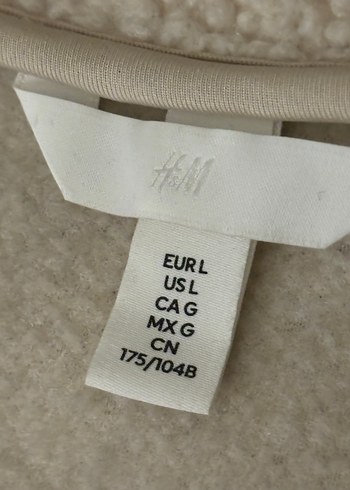 H&M
EUR L
US L
CA G
MX G
CN
175/104B